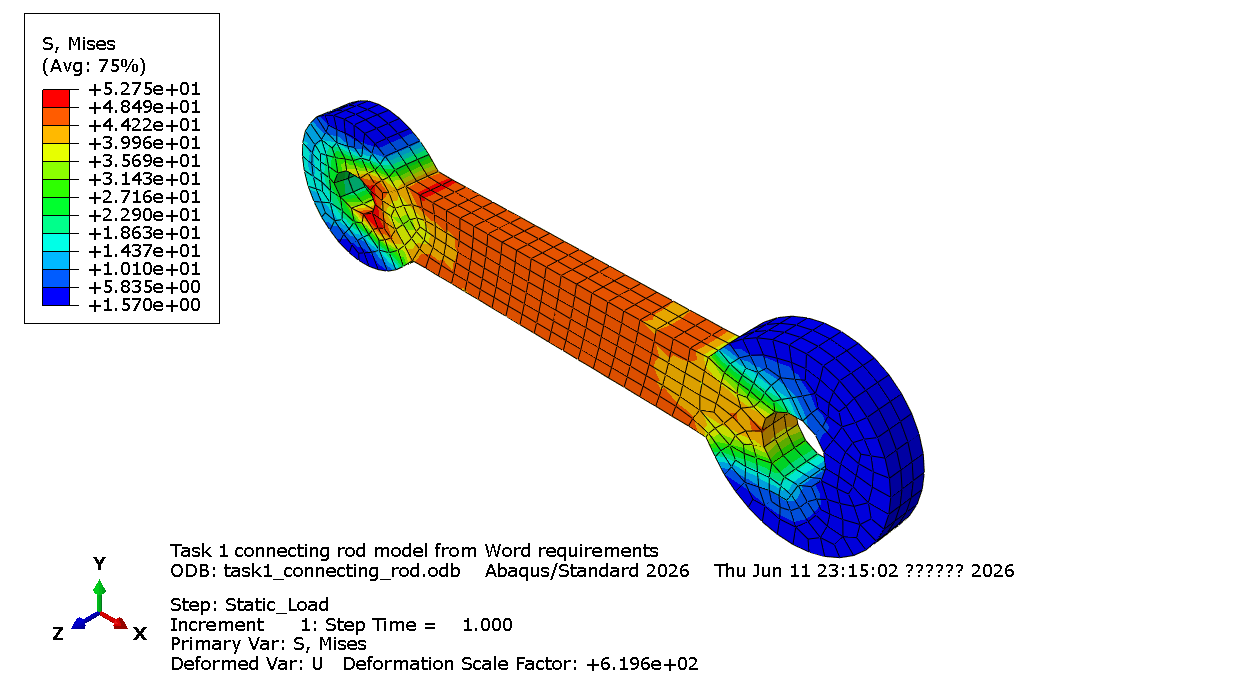 S, Mises
(Avg: 75%)
+5.275e+01
+4.849e+01
+4.422e+01
+3.996e+01
+3.569e+01
+3.143e+01
+2.716e+01
+2.290e+01
+1.863e+01
+1.437e+01
+1.010e+01
+5.835e+00
+1.570e+00
Y
Z
X
Task 1 connecting rod model from Word requirements
ODB: task1_connecting_rod.odb Abaqus/Standard 2026 Thu Jun 11 23:15:02 ?????? 2026
Step: Static_Load
Increment 1: Step Time = 1.000
Primary Var: S, Mises
Deformed Var: U Deformation Scale Factor: +6.196e+02